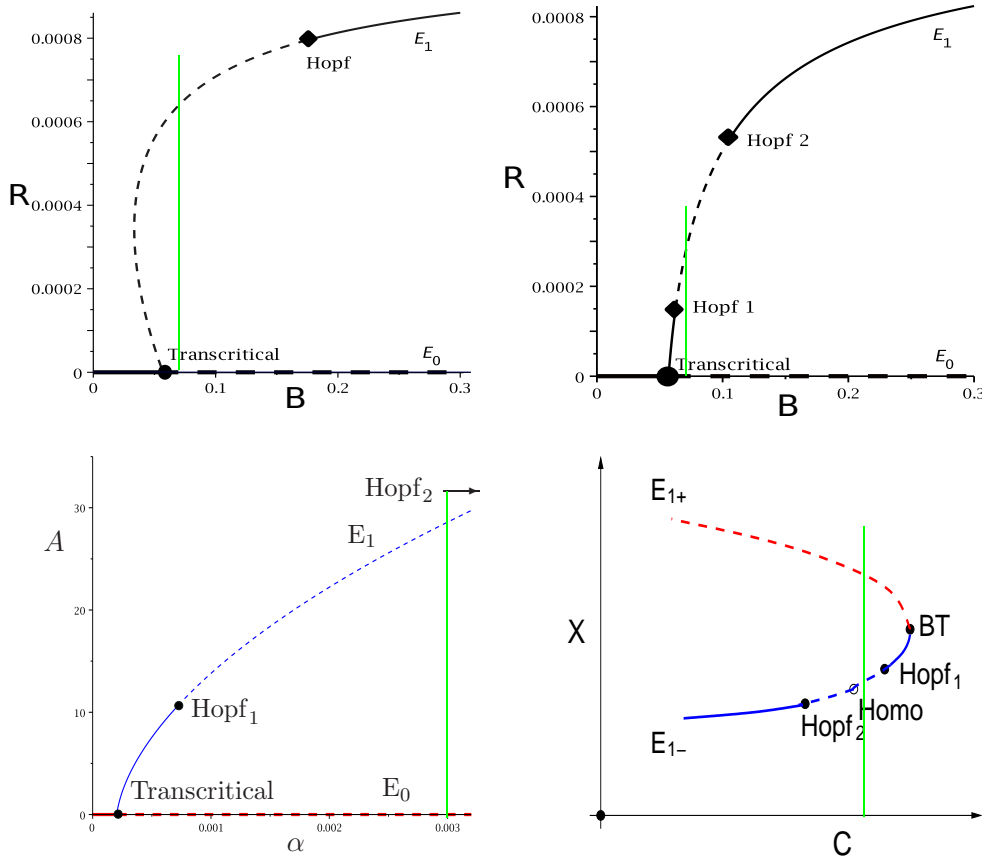 0.0008
E1
Hopf
0.0006
R
0.0004
0.0002
Transcritical
E0
0
0
0.1
0.2
0.3
B
0.0008
E1
0.0006
Hopf 2
R
0.0004
0.0002
Hopf 1
Transcritical
E0
0
0
0.1
0.2
0.3
B
Hopf2
30
A
E1
20
10
Hopf1
Transcritical
E0
0
0
0.001
0.002
0.003
α
E1+
X
BT
Hopf1
Homo
Hopf2
E1−
C